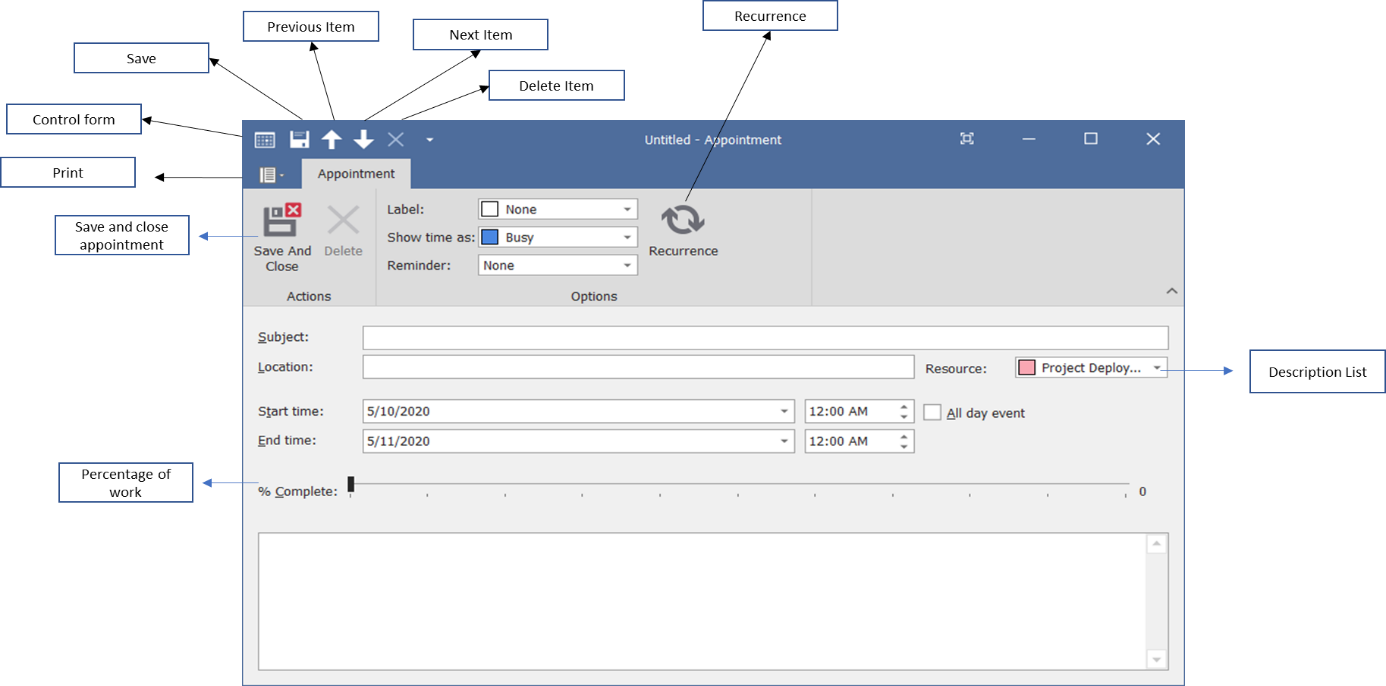 Recurrence
Previous Item
Next Item
Save
Delete Item
Control form
Untitled - Appointment
Print
Appointment
Save and close
appointment
Save And
Close
Delete
Actions
Label:
None
Show time as:
Busy
Reminder:
None
Recurrence
Options
Subject:
Location:
Resource:
Project Deploy...
Description List
Start time:
5/10/2020
12:00 AM
All day event
End time:
5/11/2020
12:00 AM
Percentage of
work
% Complete:
0